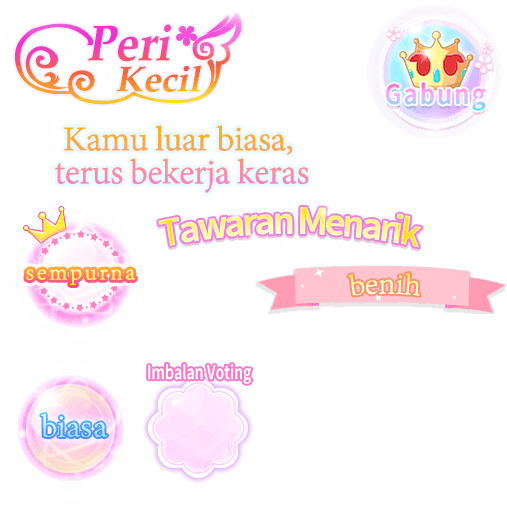 Peri
Kecil
Gabung
Kamu luar biasa,
terus bekerja keras
Tawaran Menarik
sempurna
benih
Imbalan Voting
biasa